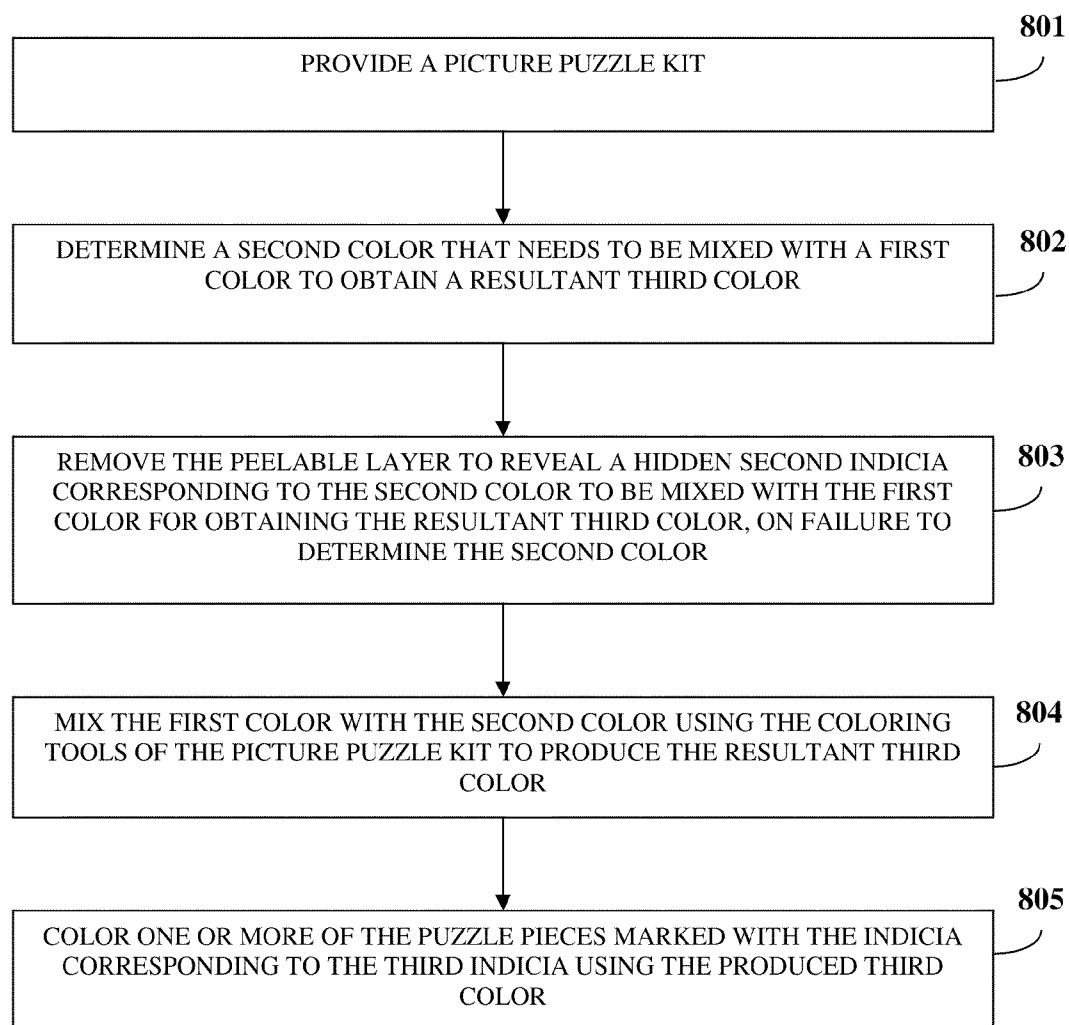 801
PROVIDE A PICTURE PUZZLE KIT
802
DETERMINE A SECOND COLOR THAT NEEDS TO BE MIXED WITH A FIRST
COLOR TO OBTAIN A RESULTANT THIRD COLOR
803
REMOVE THE PEELABLE LAYER TO REVEAL A HIDDEN SECOND INDICIA
CORRESPONDING TO THE SECOND COLOR TO BE MIXED WITH THE FIRST
COLOR FOR OBTAINING THE RESULTANT THIRD COLOR, ON FAILURE TO
DETERMINE THE SECOND COLOR
804
MIX THE FIRST COLOR WITH THE SECOND COLOR USING THE COLORING
TOOLS OF THE PICTURE PUZZLE KIT TO PRODUCE THE RESULTANT THIRD
COLOR
805
COLOR ONE OR MORE OF THE PUZZLE PIECES MARKED WITH THE INDICIA
CORRESPONDING TO THE THIRD INDICIA USING THE PRODUCED THIRD
COLOR